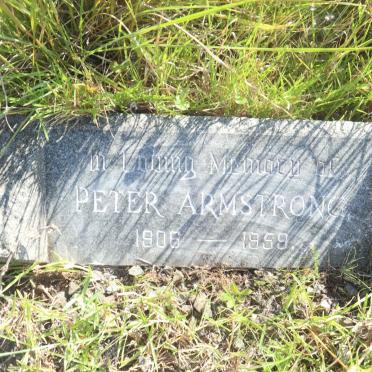 In Loving Memory of
PETER ARMSTRONG
1906 — 1959